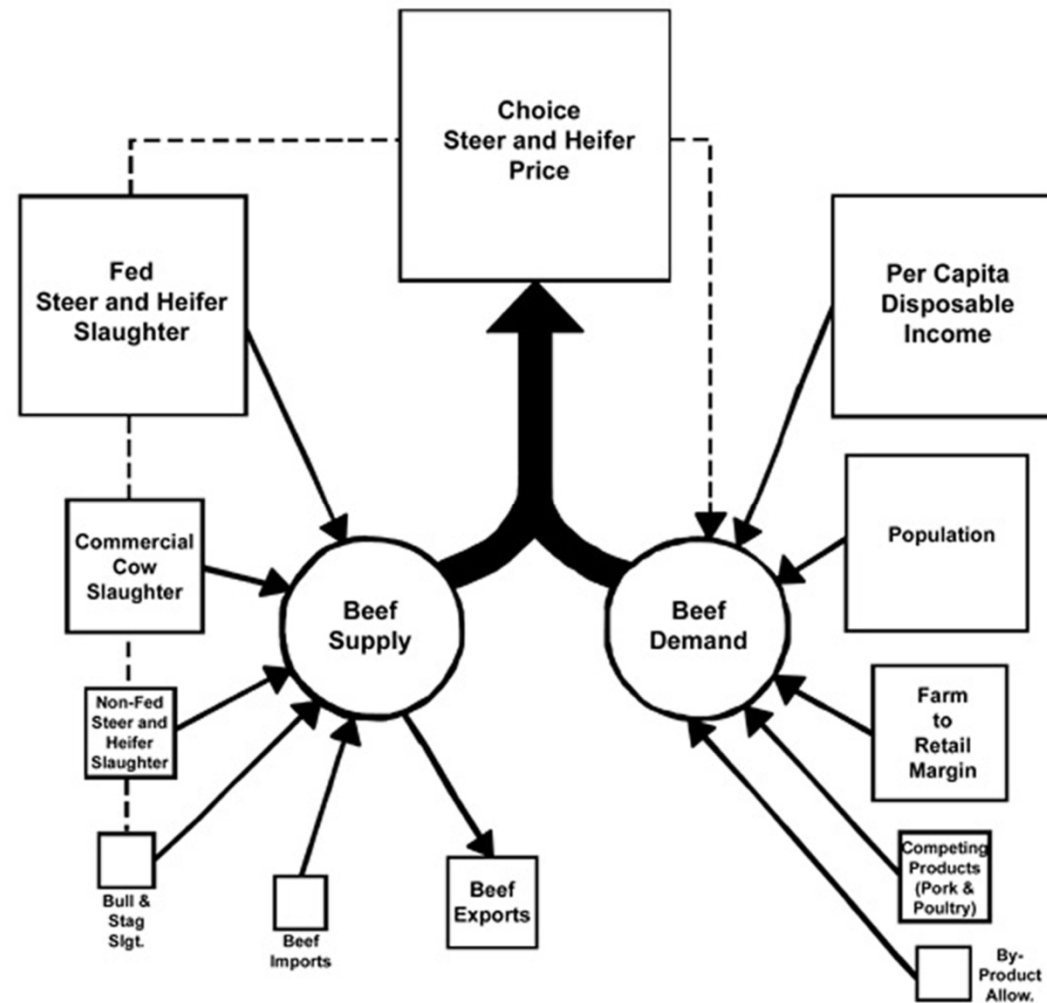 Choice
Steer and Heifer
Price
Fed
Steer and Heifer
Slaughter
Per Capita
Disposable
Income
Commercial
Cow
Slaughter
Population
Beef
Supply
Beef
Demand
Non-Fed
Steer and
Heifer
Slaughter
Farm
to
Retail
Margin
Bull &
Stag
Slgt.
Beef
Imports
Beef
Exports
Competing
Products
(Pork &
Poultry)
By-
Product
Allow.